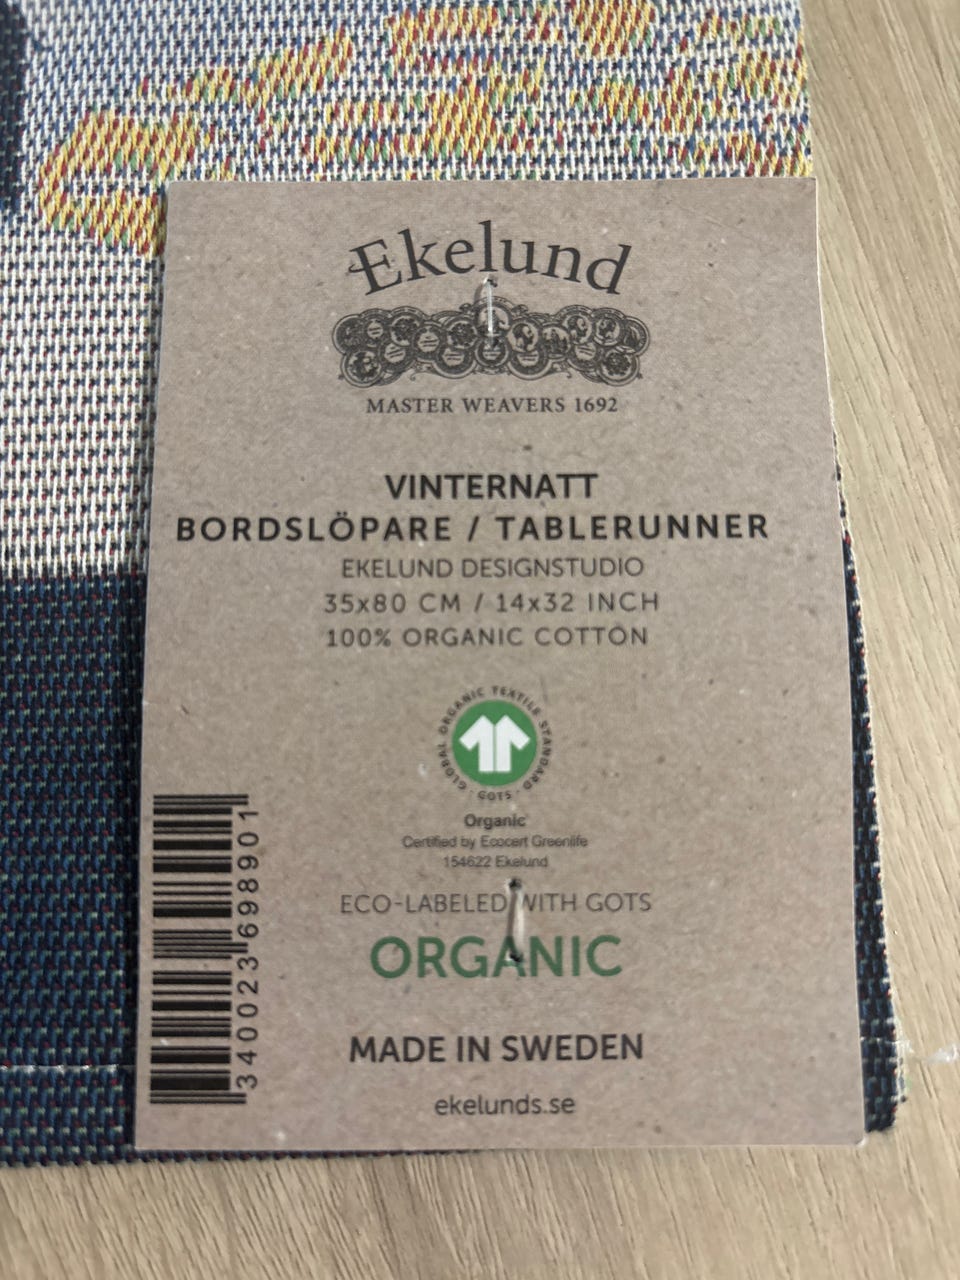 Ekelund
MASTER WEAVERS 1692
VINTERNATT
BORDSLÖPARE / TABLERUNNER
EKELUND DESIGNSTUDIO
35x80 CM / 14x32 INCH
100% ORGANIC COTTON
GLOBAL ORGANIC TEXTILE STANDARD · GOTS ·
Organic
Certified by Ecocert Greenlife
154622 Ekelund
ECO-LABELED WITH GOTS
ORGANIC
MADE IN SWEDEN
ekelunds.se
340023698901